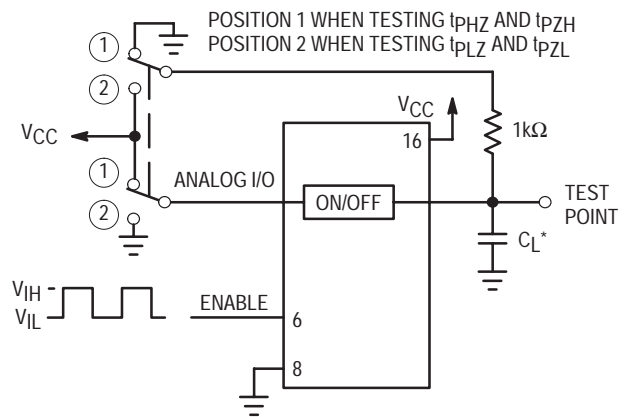 POSITION 1 WHEN TESTING tPHZ AND tPZH
POSITION 2 WHEN TESTING tPLZ AND tPZL
1
2
VCC
VCC
16
1kΩ
1
2
ANALOG I/O
ON/OFF
TEST
POINT
CL*
VIH
VIL
ENABLE
6
8